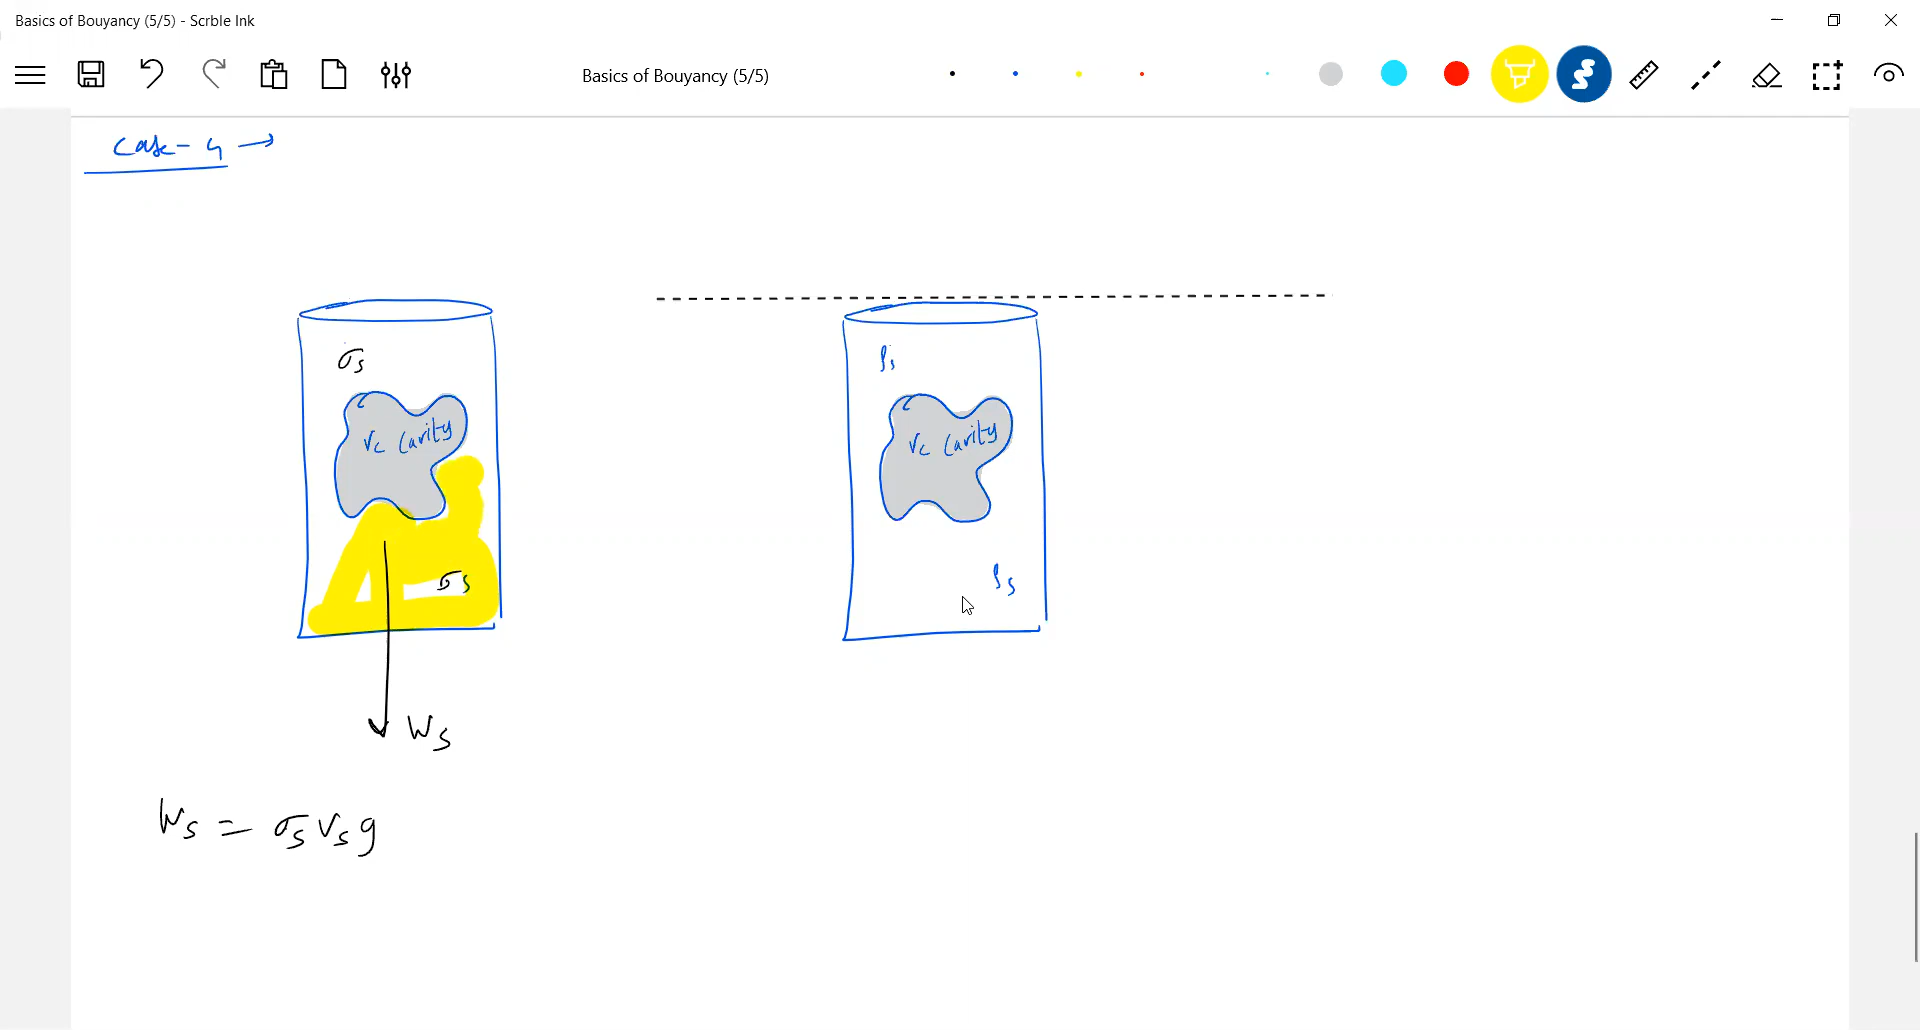 Basics of Bouyancy (5/5) - Scrble Ink
Basics of Bouyancy (5/5)
Case-4 →
σs
Vc Cavity
σs
Ws
Ws = σs Vs g
ρs
Vc Cavity
ρs